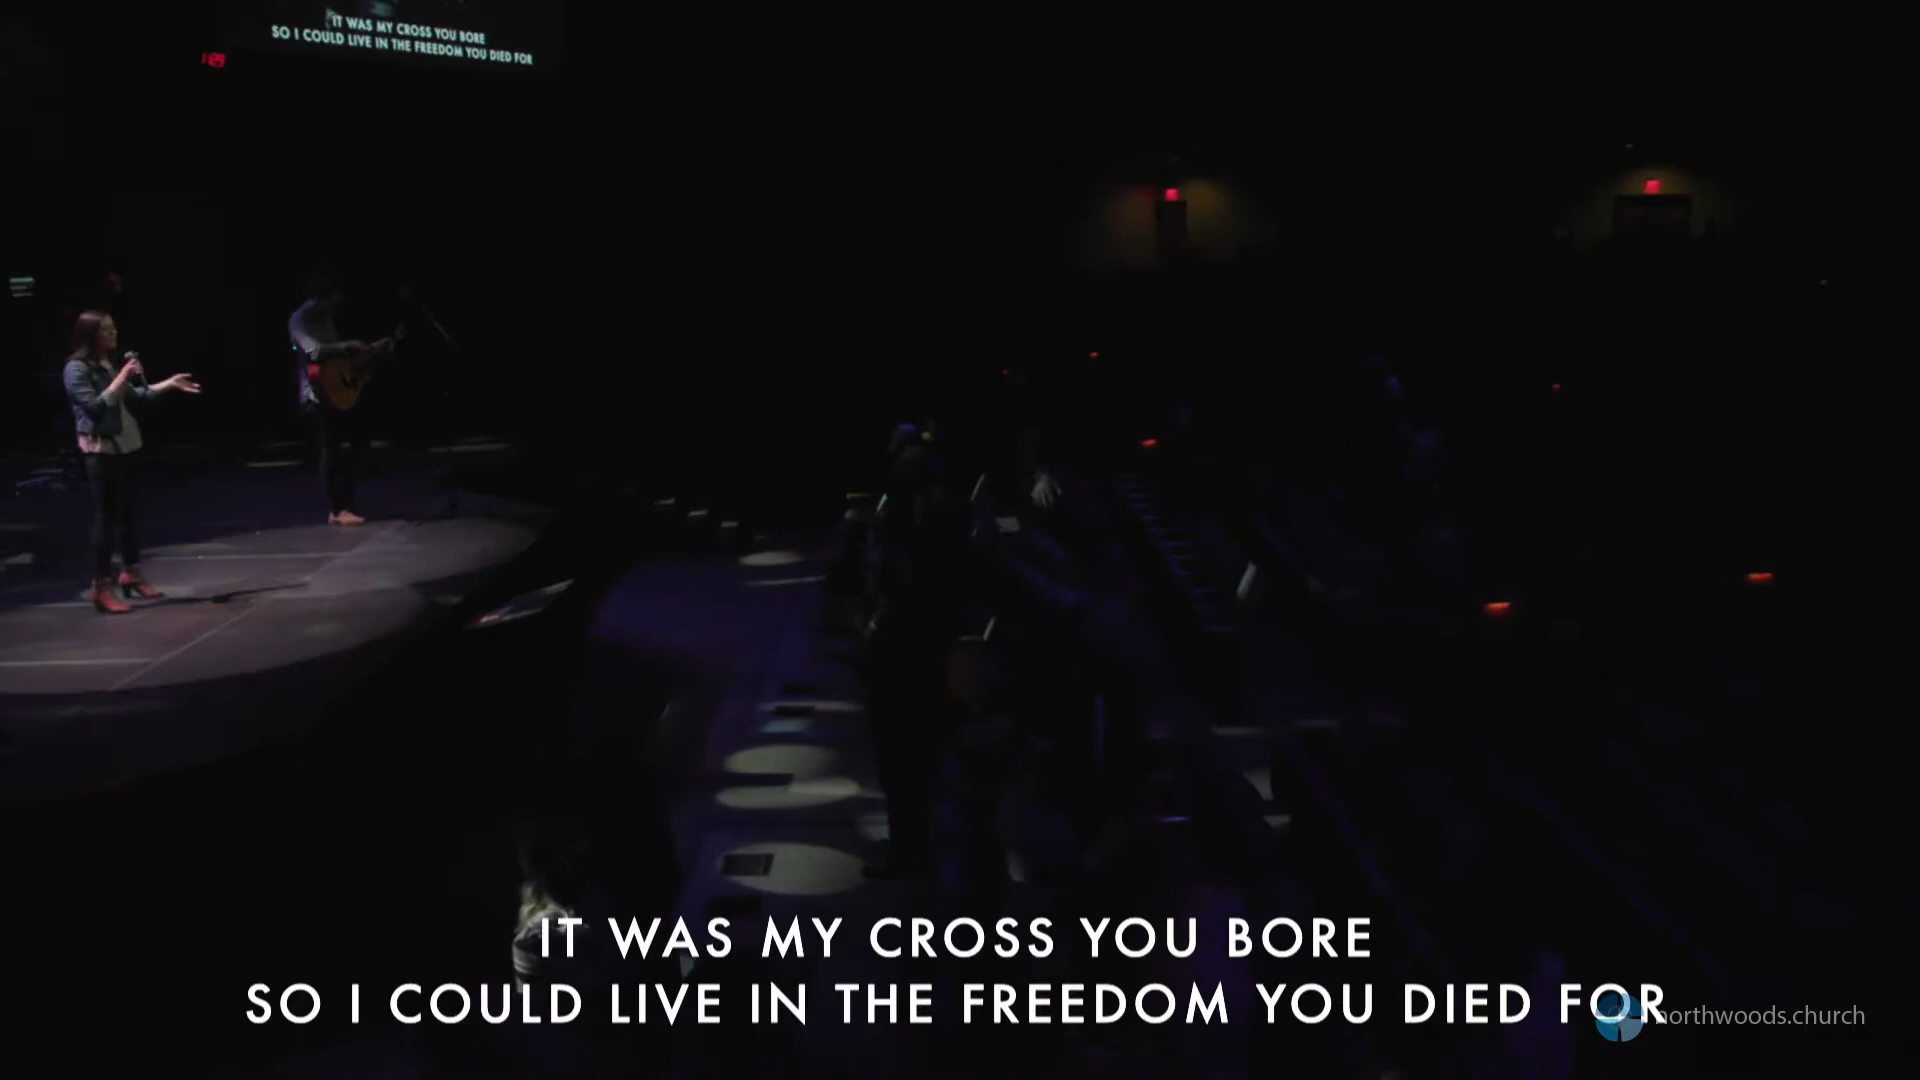 IT WAS MY CROSS YOU BORE
SO I COULD LIVE IN THE FREEDOM YOU DIED FOR
IT WAS MY CROSS YOU BORE
SO I COULD LIVE IN THE FREEDOM YOU DIED FOR
northwoods.church